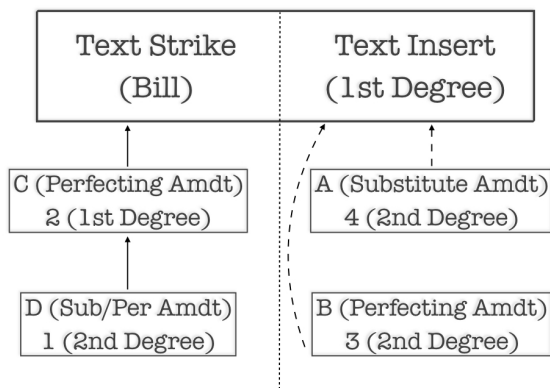 Text Strike
(Bill)
Text Insert
(1st Degree)
C (Perfecting Amdt)
2 (1st Degree)
A (Substitute Amdt)
4 (2nd Degree)
D (Sub/Per Amdt)
1 (2nd Degree)
B (Perfecting Amdt)
3 (2nd Degree)